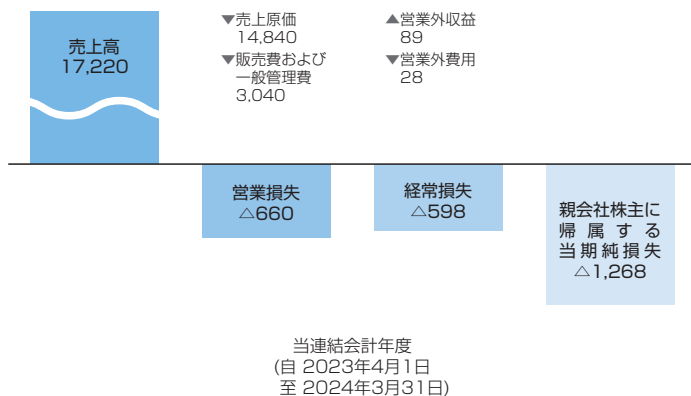 売上高
17,220
▼売上原価
14,840
▼販売費および
一般管理費
3,040
▲営業外収益
89
▼営業外費用
28
営業損失
△660
経常損失
△598
親会社株主に
帰属する
当期純損失
△1,268
当連結会計年度
(自 2023年4月1日
至 2024年3月31日)